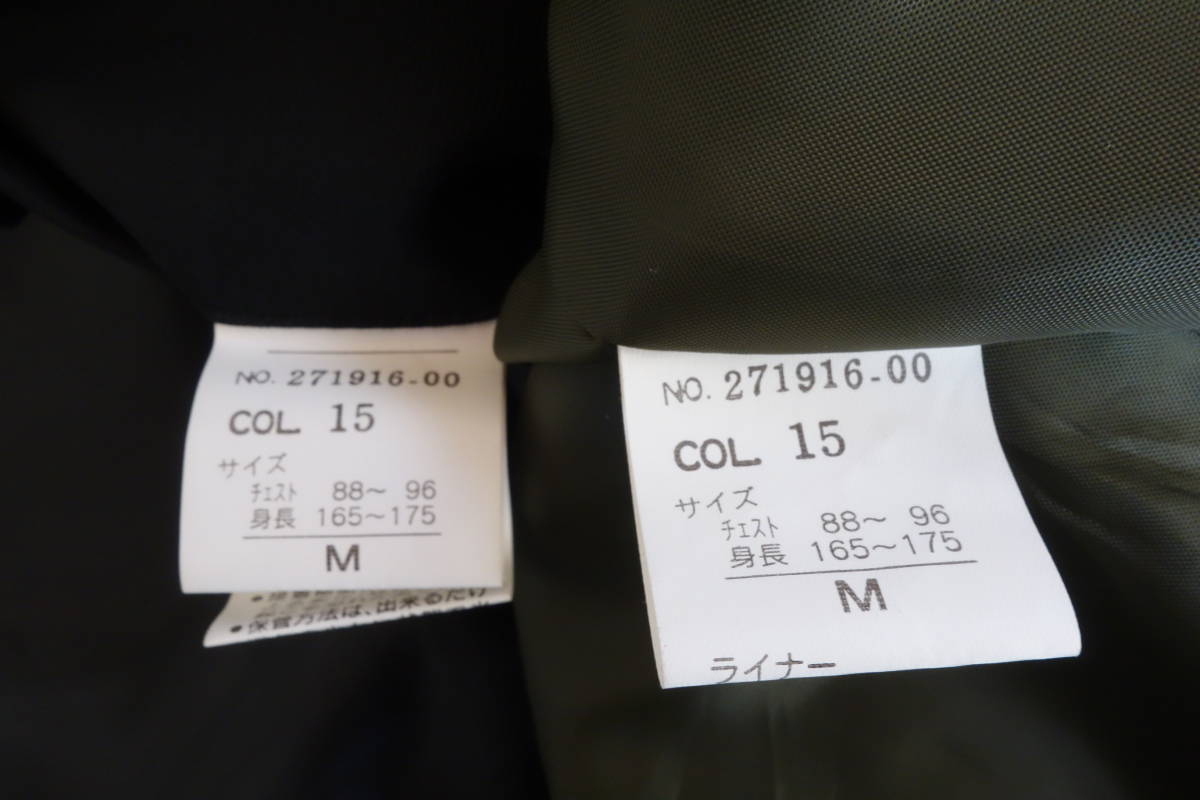 NO. 271916-00
COL. 15
サイズ
チェスト 88～ 96
身長 165～175
M
●保管方法は、出来るだけ
NO. 271916-00
COL. 15
サイズ
チェスト 88～ 96
身長 165～175
M
ライナー